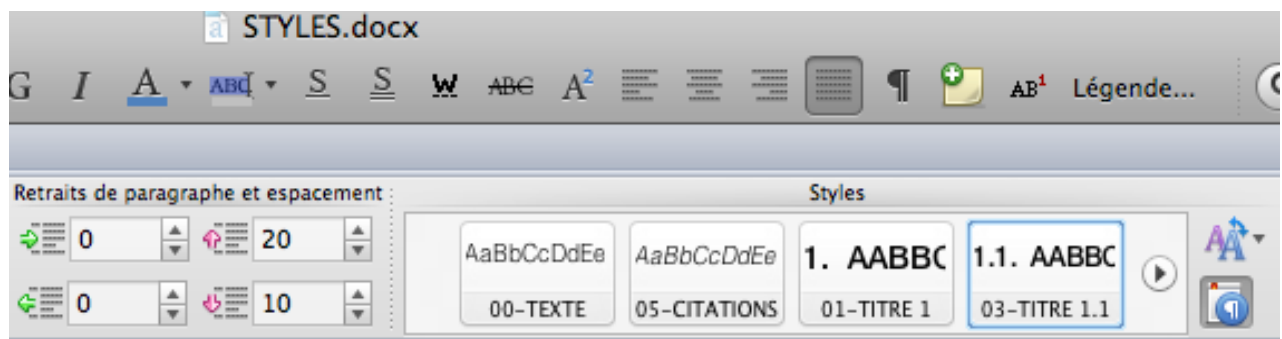 STYLES.docx
G I A ABC S S W ABC A2 ¶ AB1 Légende...
Retraits de paragraphe et espacement Styles
0 20 AaBbCcDdEe AaBbCcDdEe 1. AABBC 1.1. AABBC
0 10 00-TEXTE 05-CITATIONS 01-TITRE 1 03-TITRE 1.1